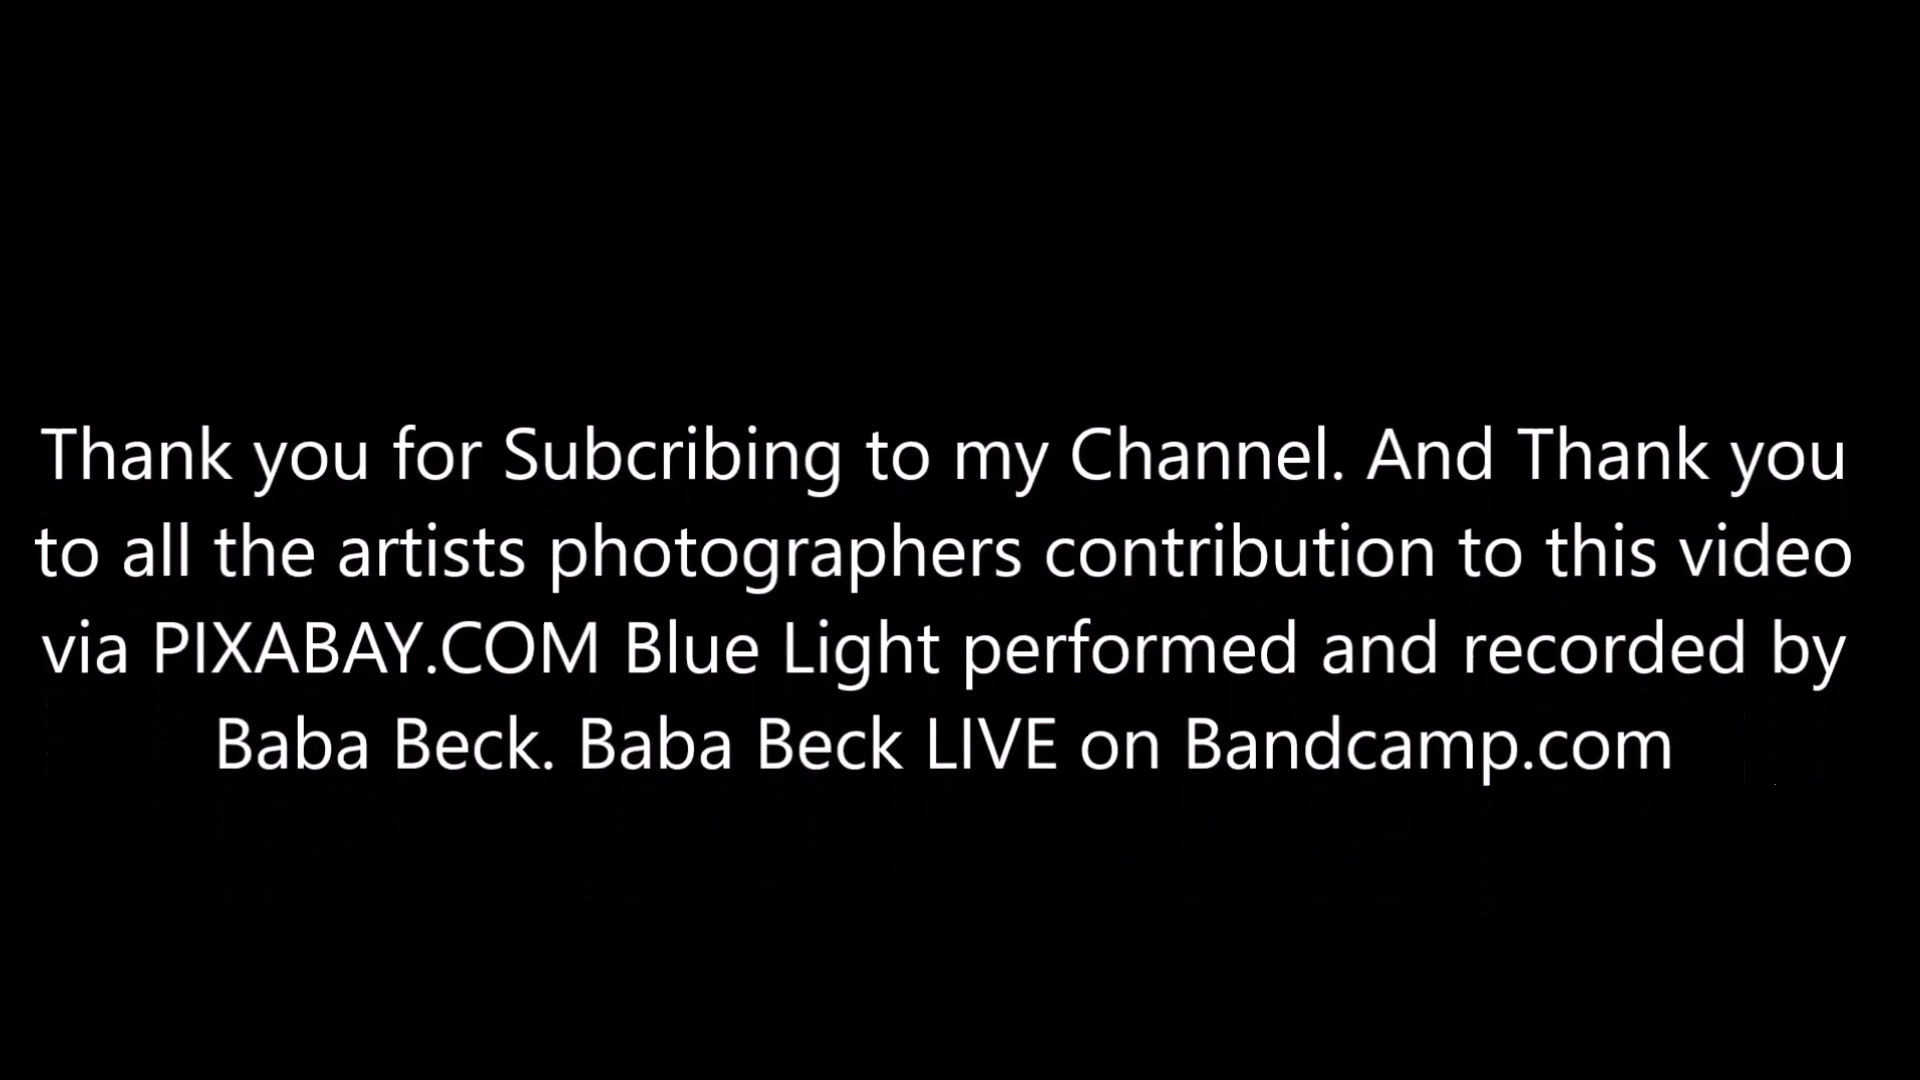 Thank you for Subcribing to my Channel. And Thank you
to all the artists photographers contribution to this video
via PIXABAY.COM Blue Light performed and recorded by
Baba Beck. Baba Beck LIVE on Bandcamp.com